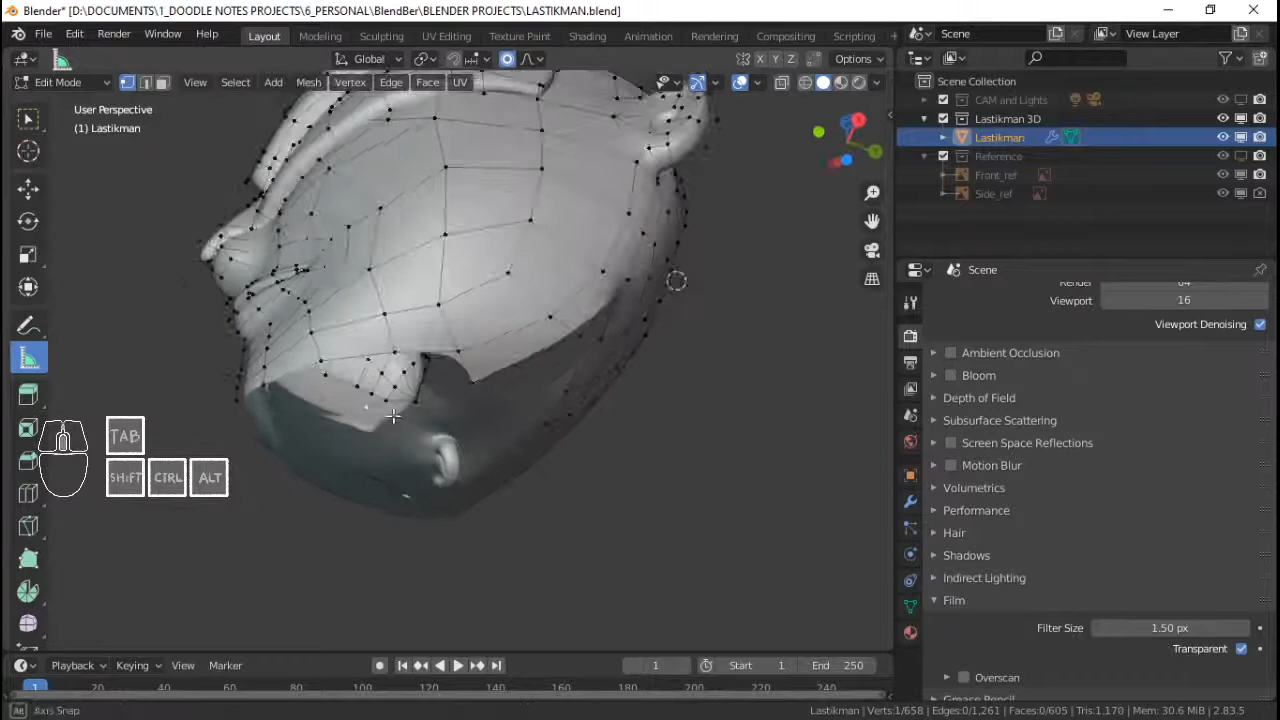 Blender* [D:\DOCUMENTS\1_DOODLE NOTES PROJECTS\6_PERSONAL\BlendBer\BLENDER PROJECTS\LASTIKMAN.blend]
File Edit Render Window Help Layout Modeling Sculpting UV Editing Texture Paint Shading Animation Rendering Compositing Scripting Scene View Layer
Global X Y Z Options
Edit Mode View Select Add Mesh Vertex Edge Face UV
Scene Collection
User Perspective
(1) Lastikman
CAM and Lights
Lastikman 3D
Lastikman
Reference
Front_ref
Side_ref
Scene
Viewport 16
Viewport Denoising
Ambient Occlusion
Bloom
Depth of Field
Subsurface Scattering
Screen Space Reflections
Motion Blur
Volumetrics
Performance
Hair
Shadows
Indirect Lighting
Film
Filter Size 1.50 px
Transparent
Overscan
TAB
SHIFT CTRL ALT
Playback Keying View Marker 1 Start 1 End 250
1 20 40 60 80 100 120 140 160 180 200 220 240
Axis Snap
Lastikman | Verts:1/658 | Edges:0/1,261 | Faces:0/605 | Tris:1,170 | Mem: 30.6 MiB | 2.83.5